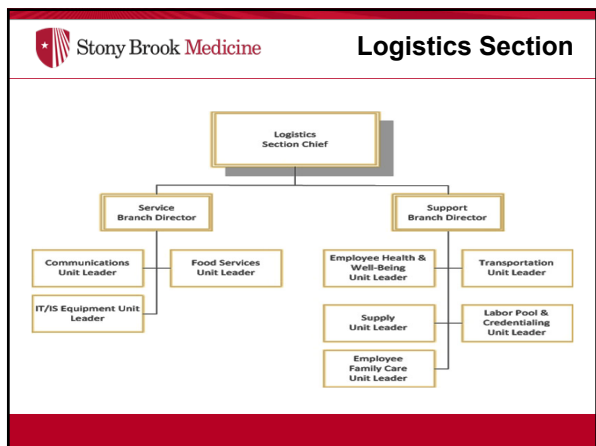 Stony Brook Medicine
Logistics Section
Logistics
Section Chief
Service
Branch Director
Support
Branch Director
Communications
Unit Leader
Food Services
Unit Leader
IT/IS Equipment Unit
Leader
Employee Health &
Well-Being
Unit Leader
Transportation
Unit Leader
Supply
Unit Leader
Labor Pool &
Credentialing
Unit Leader
Employee
Family Care
Unit Leader